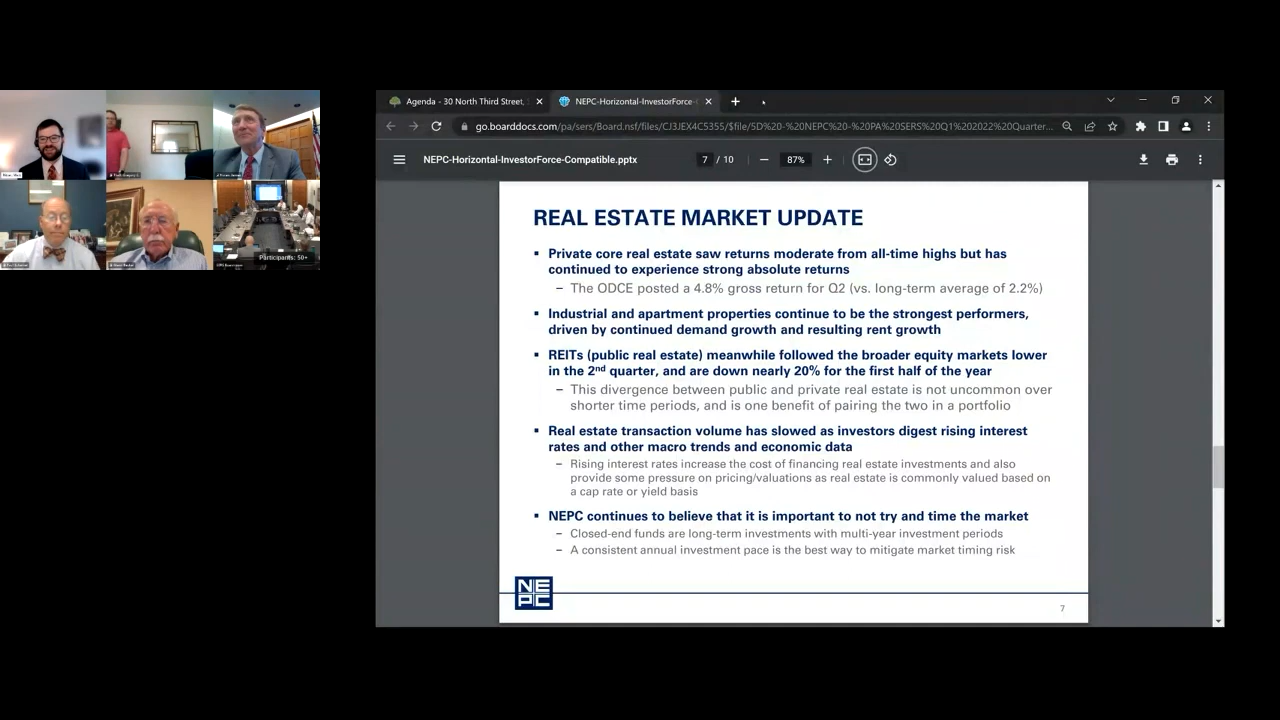 Agenda - 30 North Third Street,
NEPC-Horizontal-InvestorForce-
go.boarddocs.com/pa/sers/Board.nsf/files/CJ3JEX4C5355/$file/5D%20-%20NEPC%20-%20PA%20SERS%20Q1%202022%20Quarter...
NEPC-Horizontal-InvestorForce-Compatible.pptx
7 / 10
87%
Participants: 50+
REAL ESTATE MARKET UPDATE
▪ Private core real estate saw returns moderate from all-time highs but has
continued to experience strong absolute returns
– The ODCE posted a 4.8% gross return for Q2 (vs. long-term average of 2.2%)
▪ Industrial and apartment properties continue to be the strongest performers,
driven by continued demand growth and resulting rent growth
▪ REITs (public real estate) meanwhile followed the broader equity markets lower
in the 2nd quarter, and are down nearly 20% for the first half of the year
– This divergence between public and private real estate is not uncommon over
shorter time periods, and is one benefit of pairing the two in a portfolio
▪ Real estate transaction volume has slowed as investors digest rising interest
rates and other macro trends and economic data
– Rising interest rates increase the cost of financing real estate investments and also
provide some pressure on pricing/valuations as real estate is commonly valued based on
a cap rate or yield basis
▪ NEPC continues to believe that it is important to not try and time the market
– Closed-end funds are long-term investments with multi-year investment periods
– A consistent annual investment pace is the best way to mitigate market timing risk
NE
PC
7